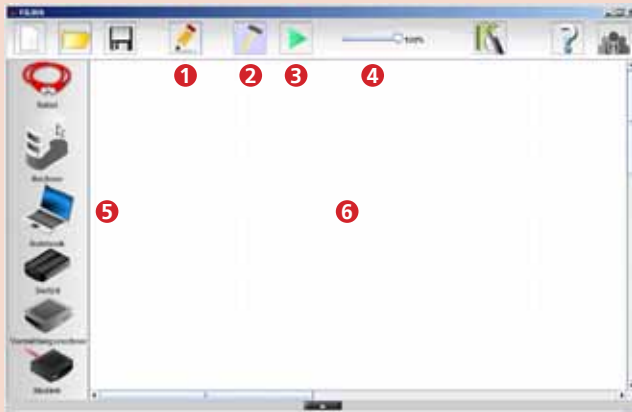 FILIUS
100%
1
2
3
4
Kabel
Rechner
5
6
Notebook
Switch
Vermittlungsrechner
Modem